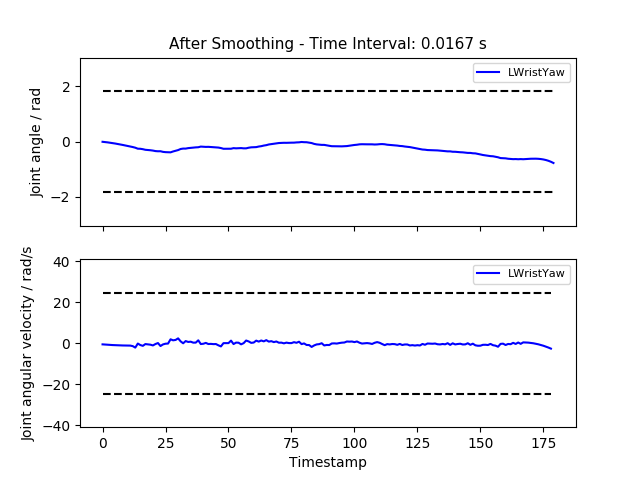 After Smoothing - Time Interval: 0.0167 s
LWristYaw
Joint angle / rad
2
0
−2
LWristYaw
Joint angular velocity / rad/s
40
20
0
−20
−40
0 25 50 75 100 125 150 175
Timestamp